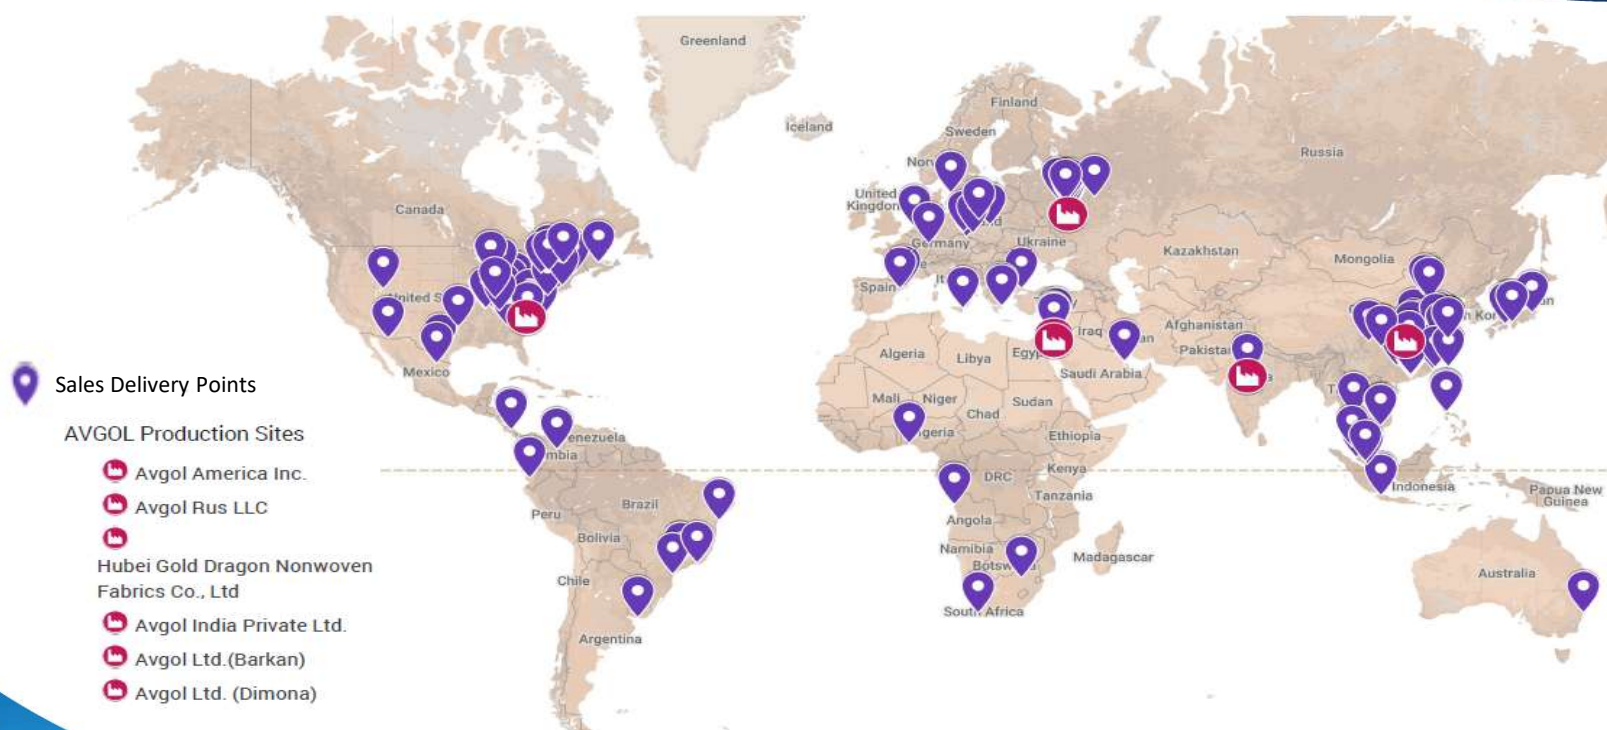 Greenland
Iceland
Finland
Sweden
Russia
United
Kingdom
Canada
Germany
Ukraine
Kazakhstan
Mongolia
Spain
Iraq
Afghanistan
Algeria
Libya
Saudi Arabia
Mexico
Mali
Niger
Chad
Sudan
Ethiopia
DRC
Kenya
Indonesia
Papua New
Guinea
Peru
Brazil
Tanzania
Angola
Bolivia
Namibia
Madagascar
Chile
Australia
South Africa
Argentina
Sales Delivery Points
AVGOL Production Sites
Avgol America Inc.
Avgol Rus LLC
Hubei Gold Dragon Nonwoven
Fabrics Co., Ltd
Avgol India Private Ltd.
Avgol Ltd.(Barkan)
Avgol Ltd. (Dimona)